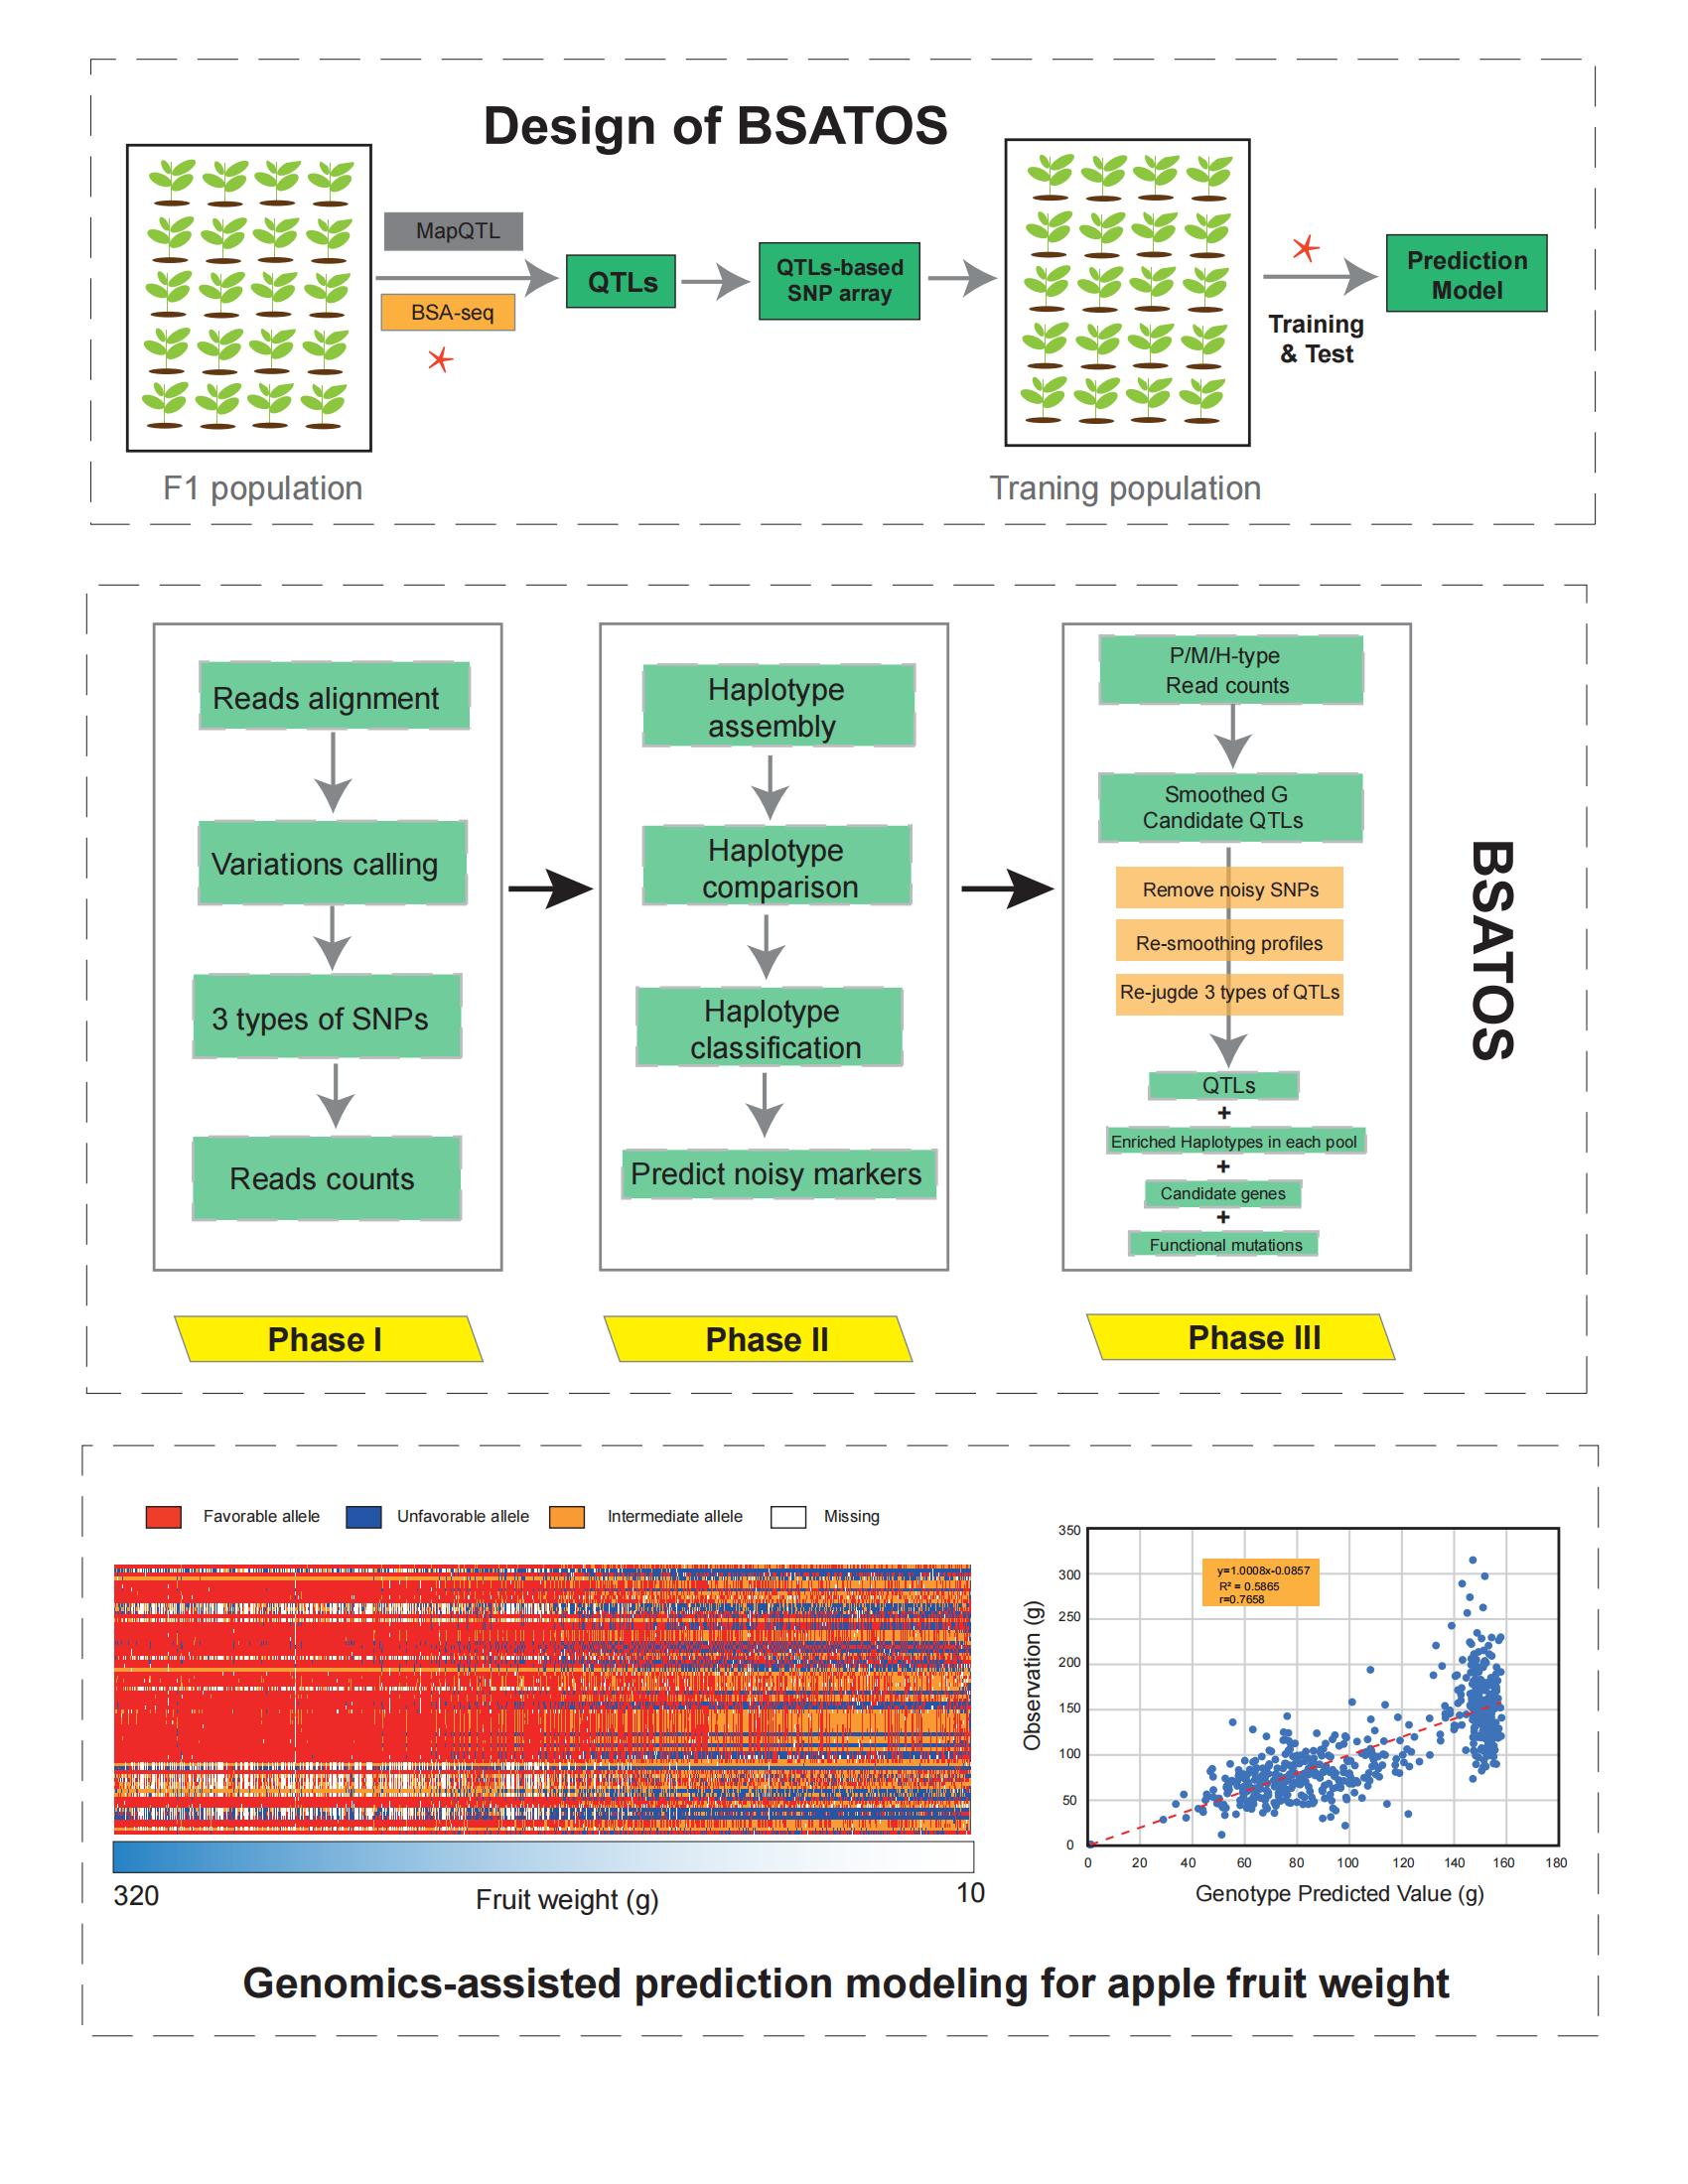 Design of BSATOS
MapQTL
BSA-seq
QTLs
QTLs-based
SNP array
Training
& Test
Prediction
Model
F1 population
Traning population
Reads alignment
Variations calling
3 types of SNPs
Reads counts
Phase I
Haplotype
assembly
Haplotype
comparison
Haplotype
classification
Predict noisy markers
Phase II
P/M/H-type
Read counts
Smoothed G
Candidate QTLs
Remove noisy SNPs
Re-smoothing profiles
Re-jugde 3 types of QTLs
QTLs
+
Enriched Haplotypes in each pool
+
Candidate genes
+
Functional mutations
Phase III
BSATOS
Favorable allele
Unfavorable allele
Intermediate allele
Missing
320
Fruit weight (g)
10
Observation (g)
350
300
250
200
150
100
50
0
y=1.0008x-0.0857
R² = 0.5865
r=0.7658
0 20 40 60 80 100 120 140 160 180
Genotype Predicted Value (g)
Genomics-assisted prediction modeling for apple fruit weight